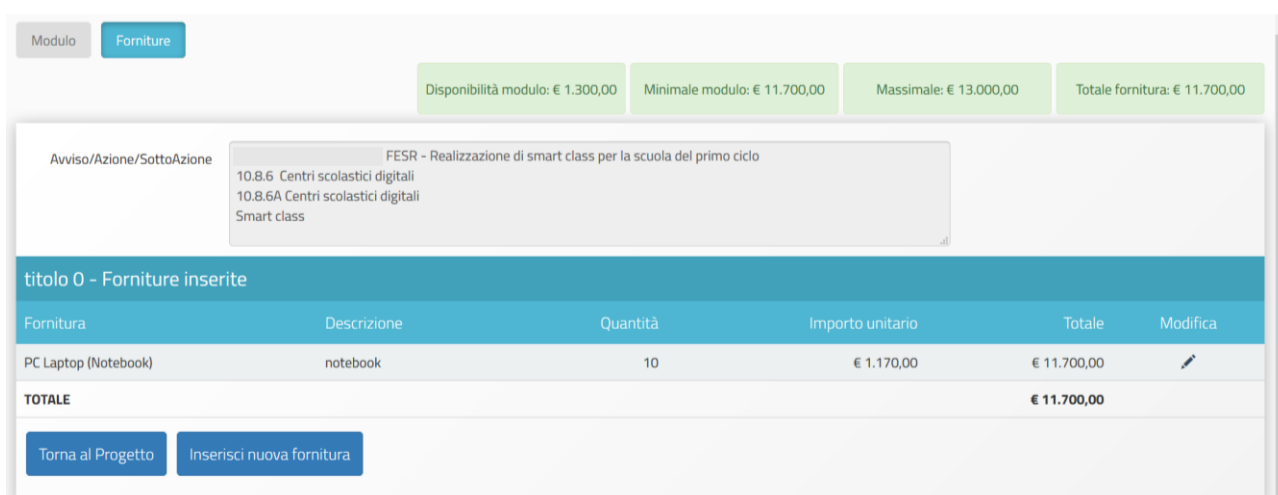 Modulo Forniture
Disponibilità modulo: € 1.300,00 Minimale modulo: € 11.700,00 Massimale: € 13.000,00 Totale fornitura: € 11.700,00
Avviso/Azione/SottoAzione FESR - Realizzazione di smart class per la scuola del primo ciclo
10.8.6 Centri scolastici digitali
10.8.6A Centri scolastici digitali
Smart class
titolo 0 - Forniture inserite
Fornitura Descrizione Quantità Importo unitario Totale Modifica
PC Laptop (Notebook) notebook 10 € 1.170,00 € 11.700,00
TOTALE € 11.700,00
Torna al Progetto Inserisci nuova fornitura